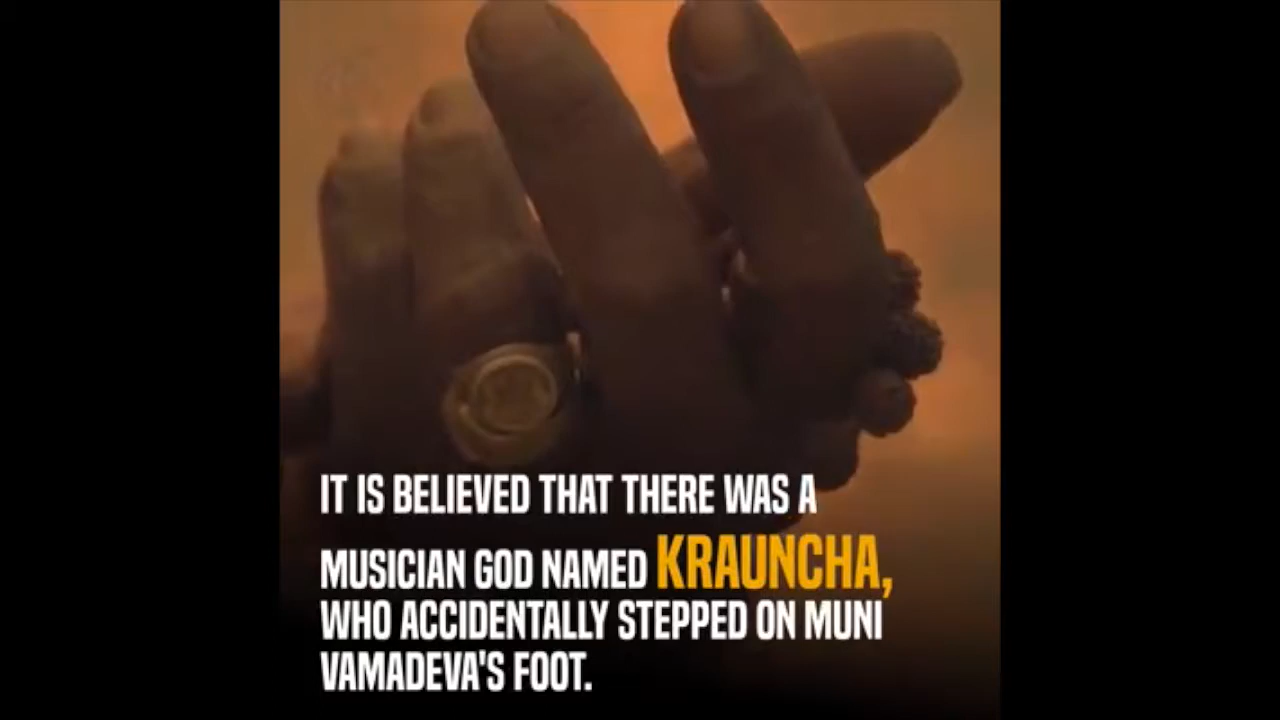 IT IS BELIEVED THAT THERE WAS A
MUSICIAN GOD NAMED KRAUNCHA,
WHO ACCIDENTALLY STEPPED ON MUNI
VAMADEVA'S FOOT.